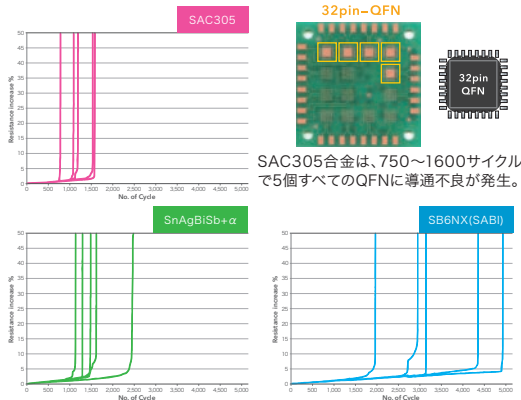 SAC305
32pin-QFN
50
45
40
35
30
25
20
15
10
5
0
Resistance increase %
0 500 1,000 1,500 2,000 2,500 3,000 3,500 4,000 4,500 5,000
No. of Cycle
32pin
QFN
SAC305合金は、750〜1600サイクル
で5個すべてのQFNに導通不良が発生。
SnAgBiSb+α
50
45
40
35
30
25
20
15
10
5
0
Resistance increase %
0 500 1,000 1,500 2,000 2,500 3,000 3,500 4,000 4,500 5,000
No. of Cycle
SB6NX(SABI)
50
45
40
35
30
25
20
15
10
5
0
Resistance increase %
0 500 1,000 1,500 2,000 2,500 3,000 3,500 4,000 4,500 5,000
No. of Cycle